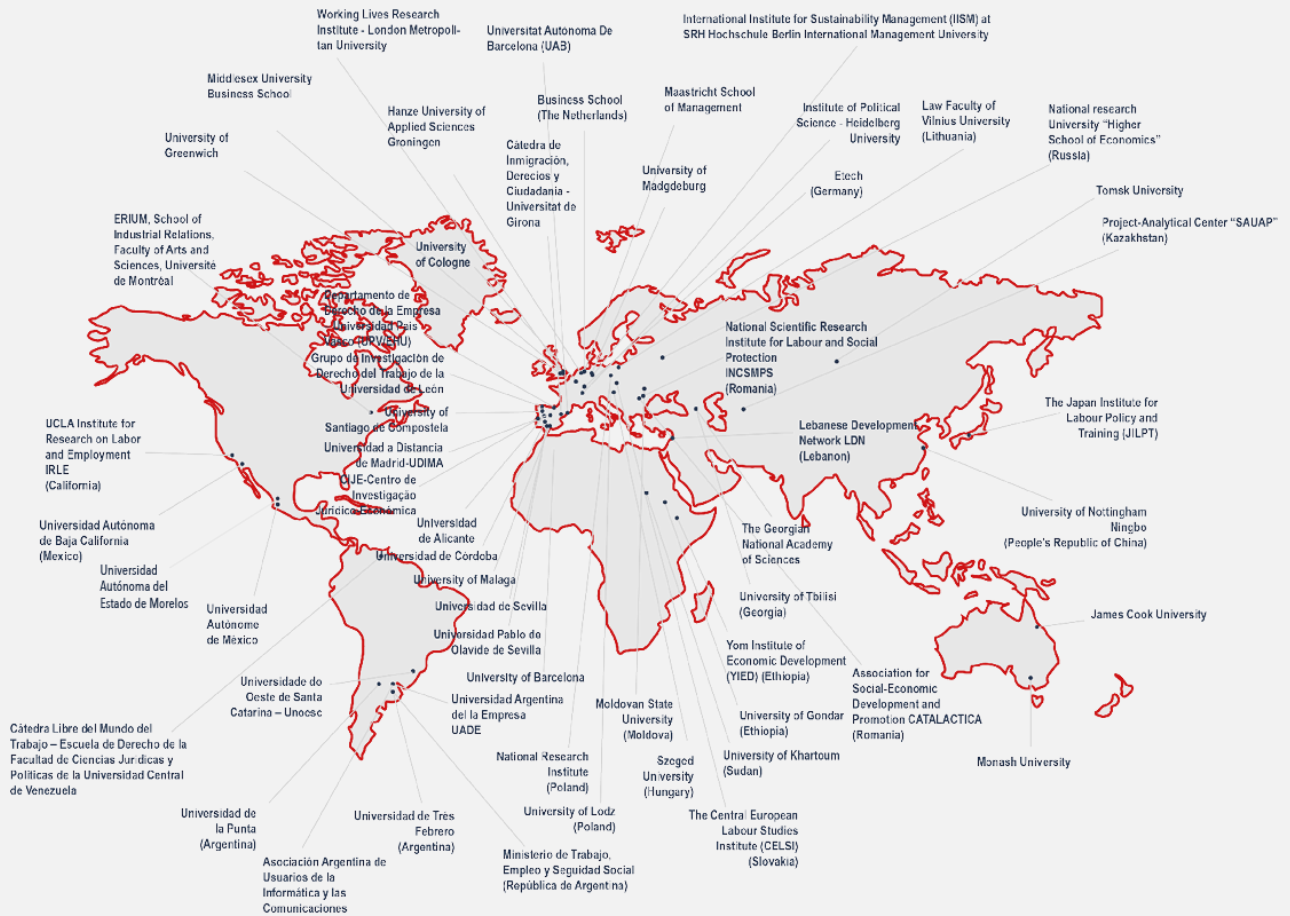 Working Lives Research
Institute - London Metropoli-
tan University
Universitat Autònoma De
Barcelona (UAB)
International Institute for Sustainability Management (IISM) at
SRH Hochschule Berlin International Management University
Middlesex University
Business School
Hanze University of
Applied Sciences
Groningen
Business School
(The Netherlands)
Maastricht School
of Management
Institute of Political
Science - Heidelberg
University
Law Faculty of
Vilnius University
(Lithuania)
National research
University “Higher
School of Economics”
(Russia)
University of
Greenwich
Càtedra de
Inmigración,
Derecios y
Ciudadania -
Universitat de
Girona
University of
Madgdeburg
Etech
(Germany)
Tomsk University
Project-Analytical Center “SAUAP”
(Kazakhstan)
ERIUM, School of
Industrial Relations,
Faculty of Arts and
Sciences, Université
de Montréal
University
of Cologne
Departamento de
Derecho de la Empresa
Universidad País
Vasco (UPV/EHU)
Grupo de Investigación de
Derecho del Trabajo de la
Universidad de León
University of
Santiago de Compostela
Universidad a Distancia
de Madrid-UDIMA
CIJE-Centro de
Investigação
Jurídico Económica
National Scientific Research
Institute for Labour and Social
Protection
INCSMPS
(Romania)
Lebanese Development
Network LDN
(Lebanon)
The Japan Institute for
Labour Policy and
Training (JILPT)
UCLA Institute for
Research on Labor
and Employment
IRLE
(California)
Universidad Autónoma
de Baja California
(Mexico)
Universidad
Autónoma del
Estado de Morelos
Universidad
Autónome
de Mèxico
Universidad
de Alicante
Universidad de Córdoba
University of Malaga
Universidad de Sevilla
Universidad Pablo de
Olavide de Sevilla
University of Barcelona
The Georgian
National Academy
of Sciences
University of Tbilisi
(Georgia)
University of Nottingham
Ningbo
(People's Republic of China)
James Cook University
Yom Institute of
Economic Development
(YIED) (Ethiopia)
Association for
Social-Economic
Development and
Promotion CATALACTICA
(Romania)
Universidade do
Oeste de Santa
Catarina – Unoesc
Universidad Argentina
del la Empresa
UADE
Moldovan State
University
(Moldova)
University of Gondar
(Ethiopia)
Càtedra Libre del Mundo del
Trabajo – Escuela de Derecho de la
Facultad de Ciencias Juridicas y
Politicas de la Universidad Central
de Venezuela
National Research
Institute
(Poland)
Szeged
University
(Hungary)
University of Khartoum
(Sudan)
Monash University
Universidad de
la Punta
(Argentina)
Universidad de Très
Febrero
(Argentina)
University of Lodz
(Poland)
The Central European
Labour Studies
Institute (CELSI)
(Slovakia)
Asociación Argentina de
Usuarios de la
Informática y las
Comunicaciones
Ministerio de Trabajo,
Empleo y Seguidad Social
(República de Argentina)